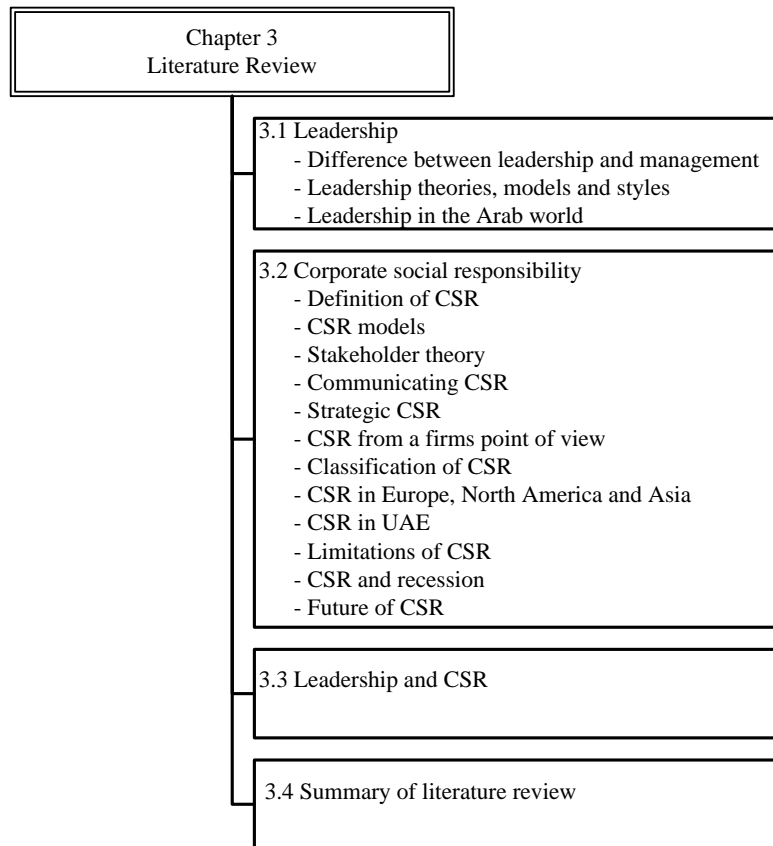 Chapter 3
Literature Review
3.1 Leadership
- Difference between leadership and management
- Leadership theories, models and styles
- Leadership in the Arab world
3.2 Corporate social responsibility
- Definition of CSR
- CSR models
- Stakeholder theory
- Communicating CSR
- Strategic CSR
- CSR from a firms point of view
- Classification of CSR
- CSR in Europe, North America and Asia
- CSR in UAE
- Limitations of CSR
- CSR and recession
- Future of CSR
3.3 Leadership and CSR
3.4 Summary of literature review